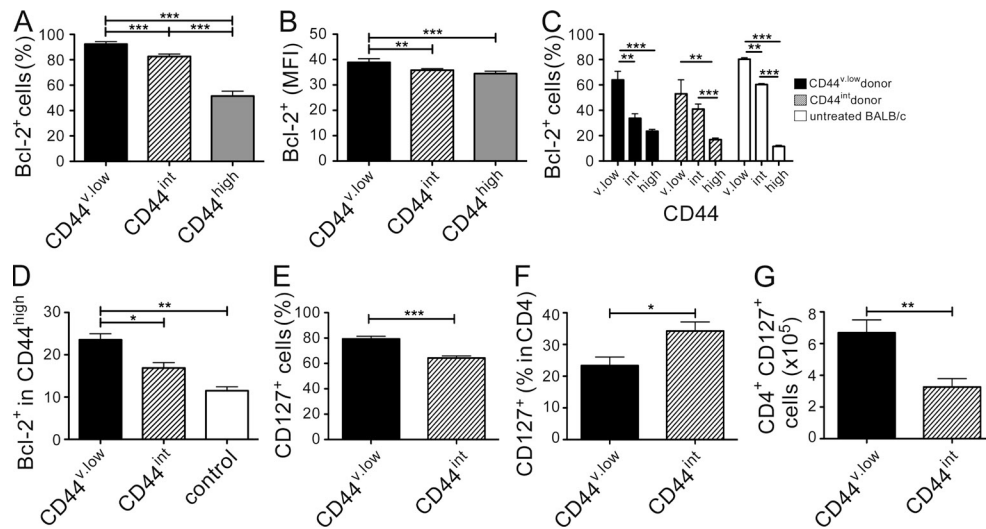 A
Bcl-2⁺ cells (%)
100
80
60
40
20
0
***
***
***
CD44ᵛ·ˡᵒʷ
CD44ⁱⁿᵗ
CD44ʰⁱᵍʰ
B
Bcl-2⁺ (MFI)
50
40
30
20
10
0
***
**
***
CD44ᵛ·ˡᵒʷ
CD44ⁱⁿᵗ
CD44ʰⁱᵍʰ
C
Bcl-2⁺ cells (%)
100
80
60
40
20
0
***
**
**
***
***
**
***
v.low
int
high
v.low
int
high
v.low
int
high
CD44
CD44ᵛ·ˡᵒʷdonor
CD44ⁱⁿᵗdonor
untreated BALB/c
D
Bcl-2⁺ in CD44ʰⁱᵍʰ
30
20
10
0
**
*
CD44ᵛ·ˡᵒʷ
CD44ⁱⁿᵗ
control
E
CD127⁺ cells (%)
100
80
60
40
20
0
***
CD44ᵛ·ˡᵒʷ
CD44ⁱⁿᵗ
F
CD127⁺ (% in CD4)
50
40
30
20
10
0
*
CD44ᵛ·ˡᵒʷ
CD44ⁱⁿᵗ
G
CD4⁺ CD127⁺
cells (x10⁵)
8
6
4
2
0
**
CD44ᵛ·ˡᵒʷ
CD44ⁱⁿᵗ